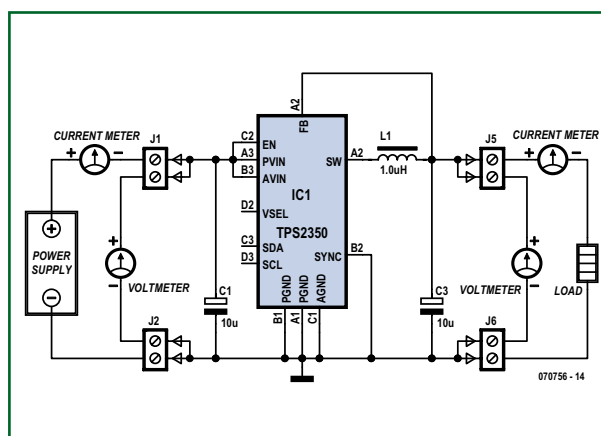 A2
FB
CURRENT METER
J1
C2
A3
B3
EN
PVIN
AVIN
SW
A2
L1
1.0uH
J5
CURRENT METER
IC1
D2
VSEL
TPS2350
POWER
SUPPLY
VOLTMETER
C3
D3
SDA
SCL
SYNC
B2
C1
10u
PGND
PGND
AGND
B1
A1
C1
C3
10u
VOLTMETER
LOAD
J2
J6
070756 - 14